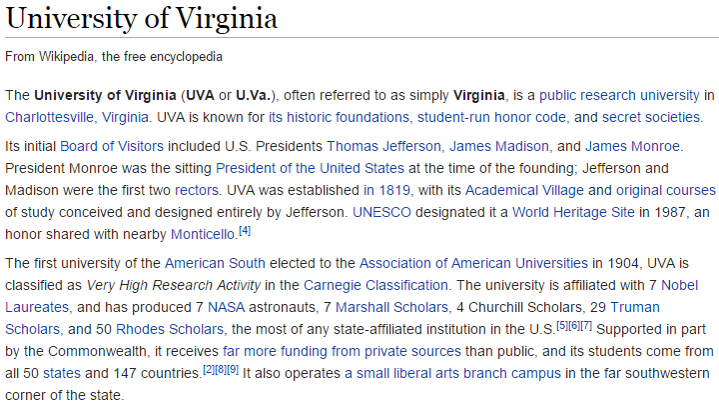 University of Virginia
From Wikipedia, the free encyclopedia
The University of Virginia (UVA or U.Va.), often referred to as simply Virginia, is a public research university in
Charlottesville, Virginia. UVA is known for its historic foundations, student-run honor code, and secret societies.
Its initial Board of Visitors included U.S. Presidents Thomas Jefferson, James Madison, and James Monroe.
President Monroe was the sitting President of the United States at the time of the founding; Jefferson and
Madison were the first two rectors. UVA was established in 1819, with its Academical Village and original courses
of study conceived and designed entirely by Jefferson. UNESCO designated it a World Heritage Site in 1987, an
honor shared with nearby Monticello.[4]
The first university of the American South elected to the Association of American Universities in 1904, UVA is
classified as Very High Research Activity in the Carnegie Classification. The university is affiliated with 7 Nobel
Laureates, and has produced 7 NASA astronauts, 7 Marshall Scholars, 4 Churchill Scholars, 29 Truman
Scholars, and 50 Rhodes Scholars, the most of any state-affiliated institution in the U.S.[5][6][7] Supported in part
by the Commonwealth, it receives far more funding from private sources than public, and its students come from
all 50 states and 147 countries.[2][8][9] It also operates a small liberal arts branch campus in the far southwestern
corner of the state.